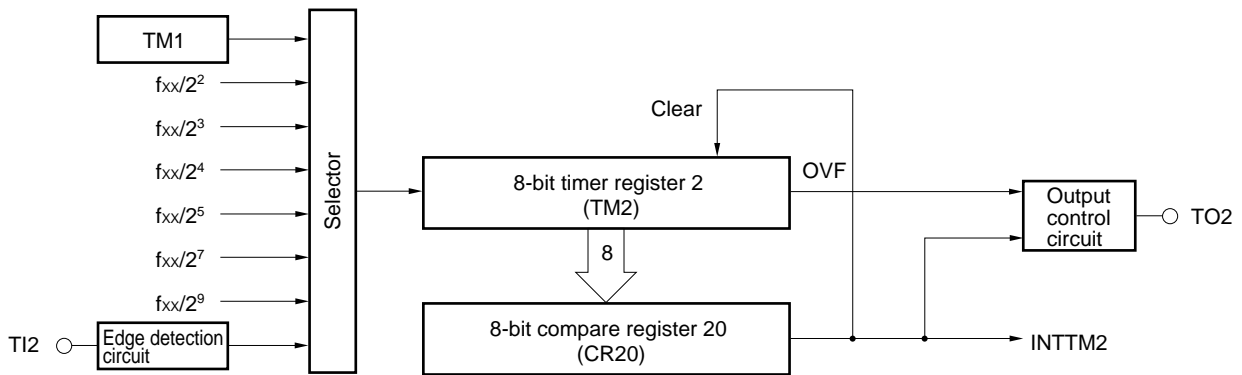 TM1
fxx/2²
fxx/2³
fxx/2⁴
fxx/2⁵
fxx/2⁷
fxx/2⁹
TI2
Edge detection
circuit
Selector
Clear
8-bit timer register 2
(TM2)
OVF
8
8-bit compare register 20
(CR20)
Output
control
circuit
TO2
INTTM2